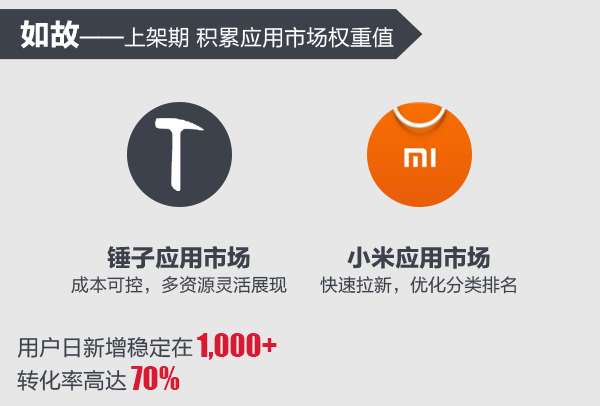 如故——上架期 积累应用市场权重值
mi
锤子应用市场
小米应用市场
成本可控，多资源灵活展现
快速拉新，优化分类排名
用户日新增稳定在 1,000+
转化率高达 70%